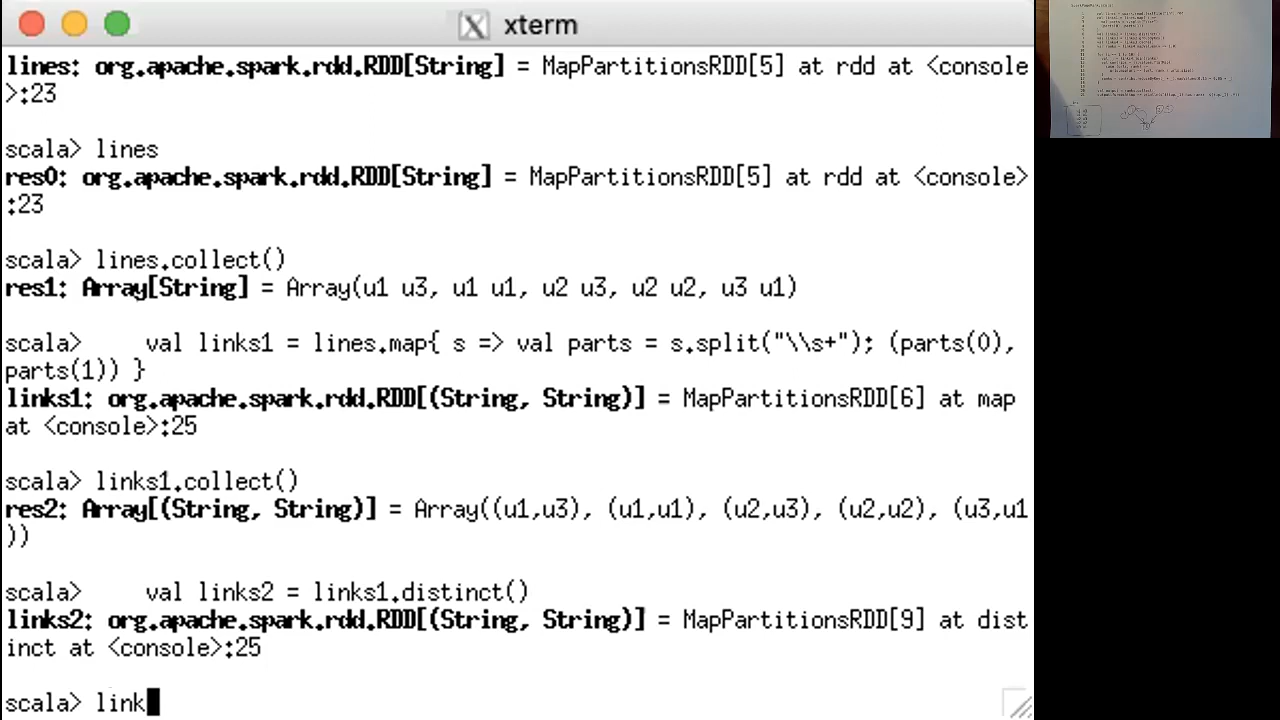 xterm
lines: org.apache.spark.rdd.RDD[String] = MapPartitionsRDD[5] at rdd at <console
>:23
scala> lines
res0: org.apache.spark.rdd.RDD[String] = MapPartitionsRDD[5] at rdd at <console>
:23
scala> lines.collect()
res1: Array[String] = Array(u1 u3, u1 u1, u2 u3, u2 u2, u3 u1)
scala>     val links1 = lines.map{ s => val parts = s.split("\\s+"); (parts(0),
parts(1)) }
links1: org.apache.spark.rdd.RDD[(String, String)] = MapPartitionsRDD[6] at map
at <console>:25
scala> links1.collect()
res2: Array[(String, String)] = Array((u1,u3), (u1,u1), (u2,u3), (u2,u2), (u3,u1
))
scala>     val links2 = links1.distinct()
links2: org.apache.spark.rdd.RDD[(String, String)] = MapPartitionsRDD[9] at dist
inct at <console>:25
scala> link